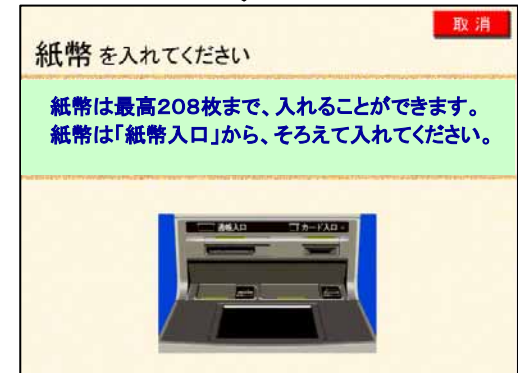 取消
紙幣を入れてください
紙幣は最高208枚まで、入れることができます。
紙幣は「紙幣入口」から、そろえて入れてください。
通帳入口 カード入口